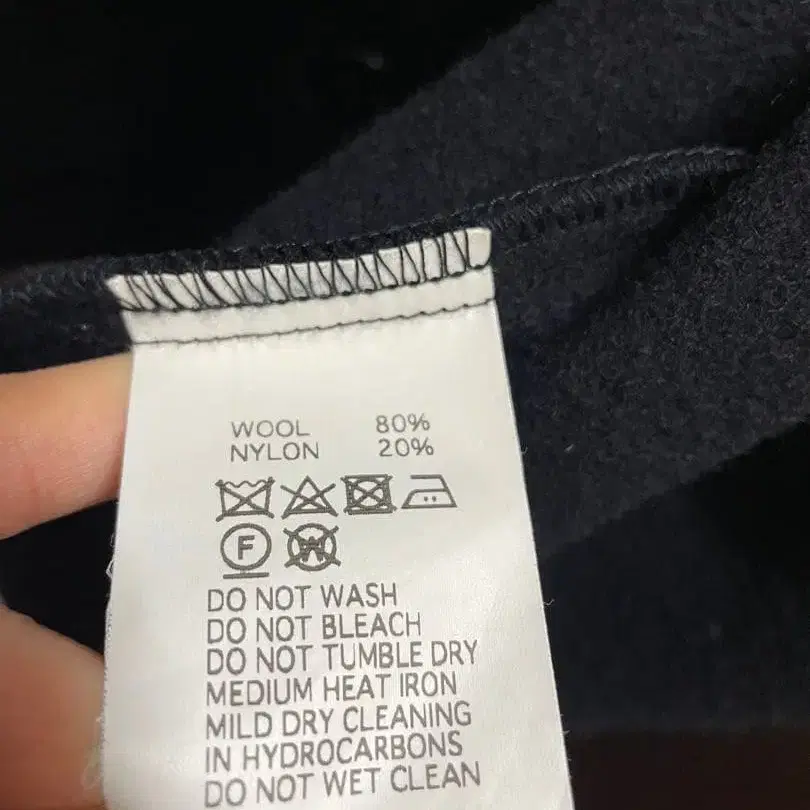 WOOL 80%
NYLON 20%
F W
DO NOT WASH
DO NOT BLEACH
DO NOT TUMBLE DRY
MEDIUM HEAT IRON
MILD DRY CLEANING
IN HYDROCARBONS
DO NOT WET CLEAN